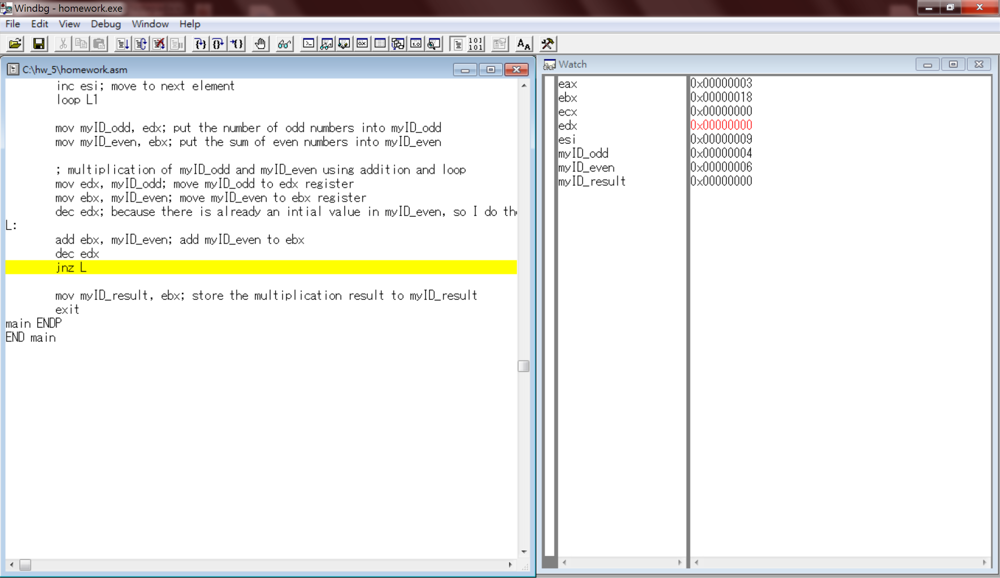 Windbg - homework.exe
File Edit View Debug Window Help
C:\hw_5\homework.asm
inc esi; move to next element
loop L1
mov myID_odd, edx; put the number of odd numbers into myID_odd
mov myID_even, ebx; put the sum of even numbers into myID_even
; multiplication of myID_odd and myID_even using addition and loop
mov edx, myID_odd; move myID_odd to edx register
mov ebx, myID_even; move myID_even to ebx register
dec edx; because there is already an intial value in myID_even, so I do
L:
add ebx, myID_even; add myID_even to ebx
dec edx
jnz L
mov myID_result, ebx; store the multiplication result to myID_result
exit
main ENDP
END main
Watch
eax 0x00000003
ebx 0x00000018
ecx 0x00000000
edx 0x00000000
esi 0x00000009
myID_odd 0x00000004
myID_even 0x00000006
myID_result 0x00000000